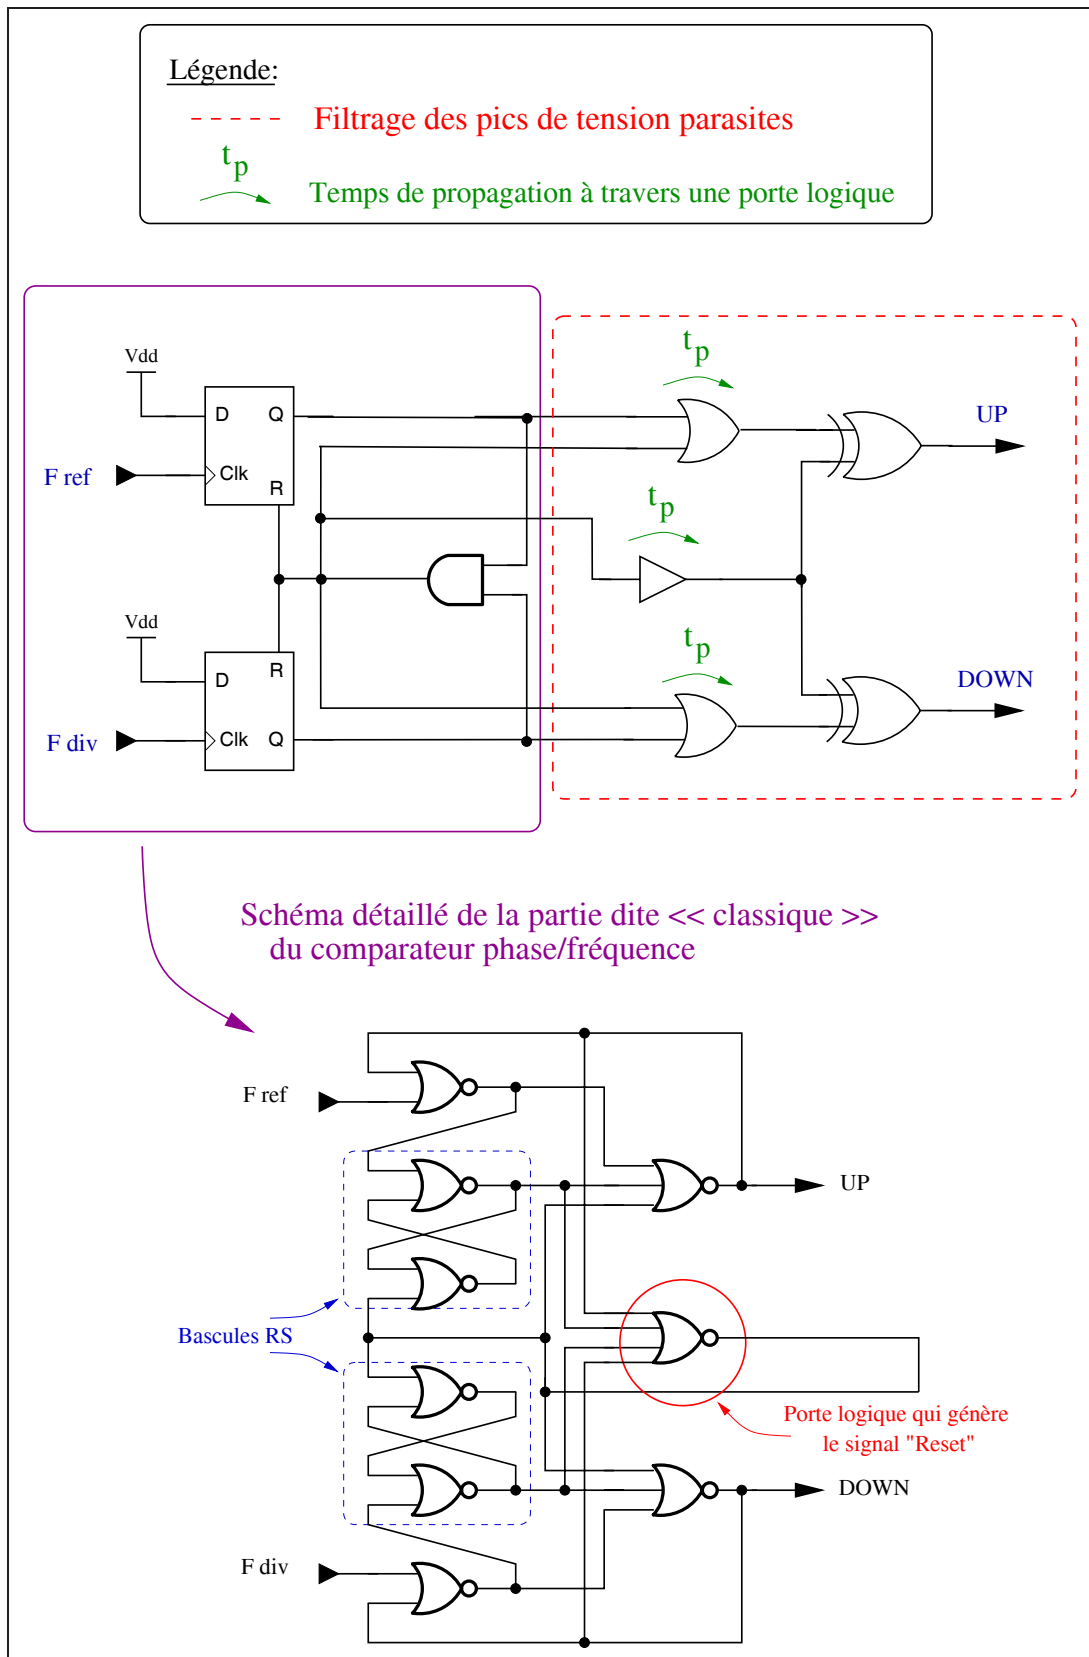 Légende:
Filtrage des pics de tension parasites
tp
Temps de propagation à travers une porte logique
Vdd
D Q
F ref
Clk
R
tp
UP
tp
Vdd
R
D
tp
DOWN
F div
Clk Q
Schéma détaillé de la partie dite << classique >>
du comparateur phase/fréquence
F ref
UP
Bascules RS
Porte logique qui génère
le signal "Reset"
DOWN
F div